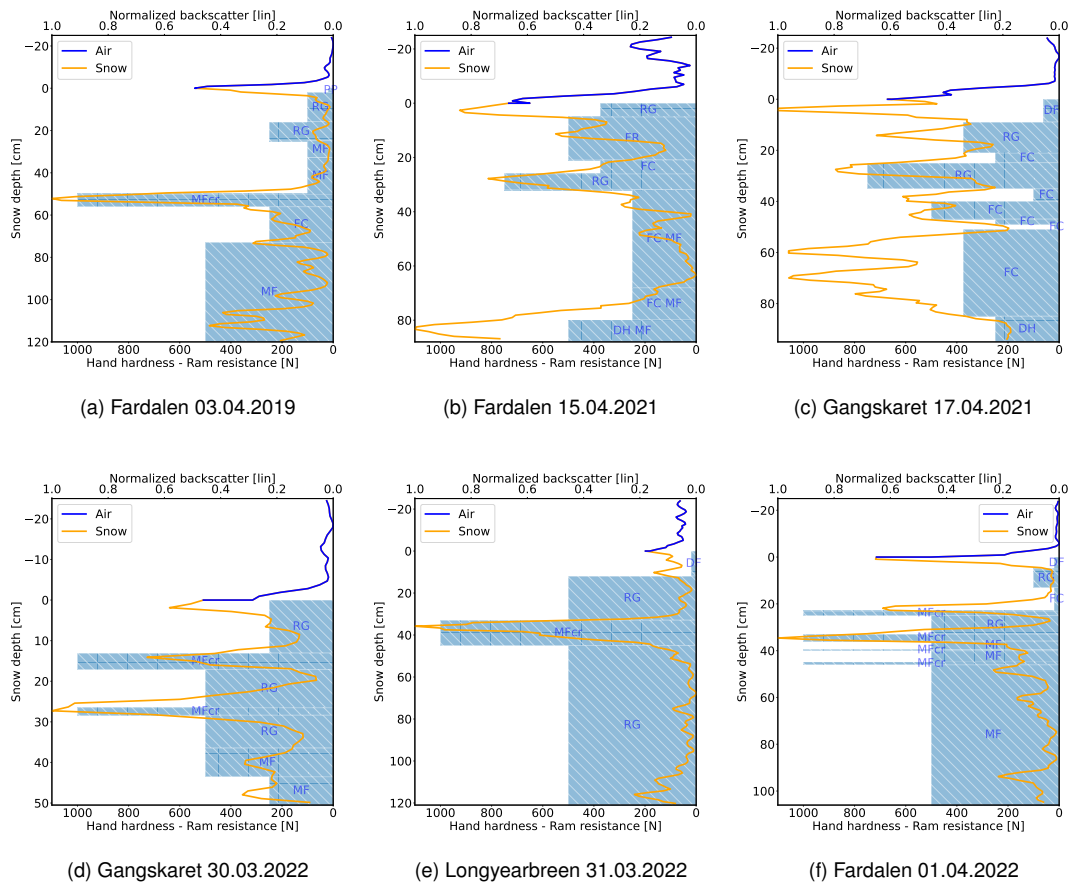 Normalized backscatter [lin]
1.0 0.8 0.6 0.4 0.2 0.0
Air
Snow
Snow depth [cm]
−20
0
20
40
60
80
100
120
RG
RG
MF
MF
MFcr
FC
MF
1000 800 600 400 200 0
Hand hardness - Ram resistance [N]
(a) Fardalen 03.04.2019
Normalized backscatter [lin]
1.0 0.8 0.6 0.4 0.2 0.0
Air
Snow
Snow depth [cm]
−20
0
20
40
60
80
RG
FC
RG
FC MF
FC MF
DH MF
1000 800 600 400 200 0
Hand hardness - Ram resistance [N]
(b) Fardalen 15.04.2021
Normalized backscatter [lin]
1.0 0.8 0.6 0.4 0.2 0.0
Air
Snow
Snow depth [cm]
−20
0
20
40
60
80
DF
RG
FC
RG
FC
FC
FC
FC
FC
DH
1000 800 600 400 200 0
Hand hardness - Ram resistance [N]
(c) Gangskaret 17.04.2021
Normalized backscatter [lin]
1.0 0.8 0.6 0.4 0.2 0.0
Air
Snow
Snow depth [cm]
−20
−10
0
10
20
30
40
50
RG
MFcr
RG
MFcr
RG
MF
MF
1000 800 600 400 200 0
Hand hardness - Ram resistance [N]
(d) Gangskaret 30.03.2022
Normalized backscatter [lin]
1.0 0.8 0.6 0.4 0.2 0.0
Air
Snow
Snow depth [cm]
0
20
40
60
80
100
120
DF
RG
MFcr
RG
1000 800 600 400 200 0
Hand hardness - Ram resistance [N]
(e) Longyearbreen 31.03.2022
Normalized backscatter [lin]
1.0 0.8 0.6 0.4 0.2 0.0
Air
Snow
Snow depth [cm]
−20
0
20
40
60
80
100
DF
RG
FC
MFcr
RG
MFcr
MF
MFcr
MF
MFcr
MF
1000 800 600 400 200 0
Hand hardness - Ram resistance [N]
(f) Fardalen 01.04.2022